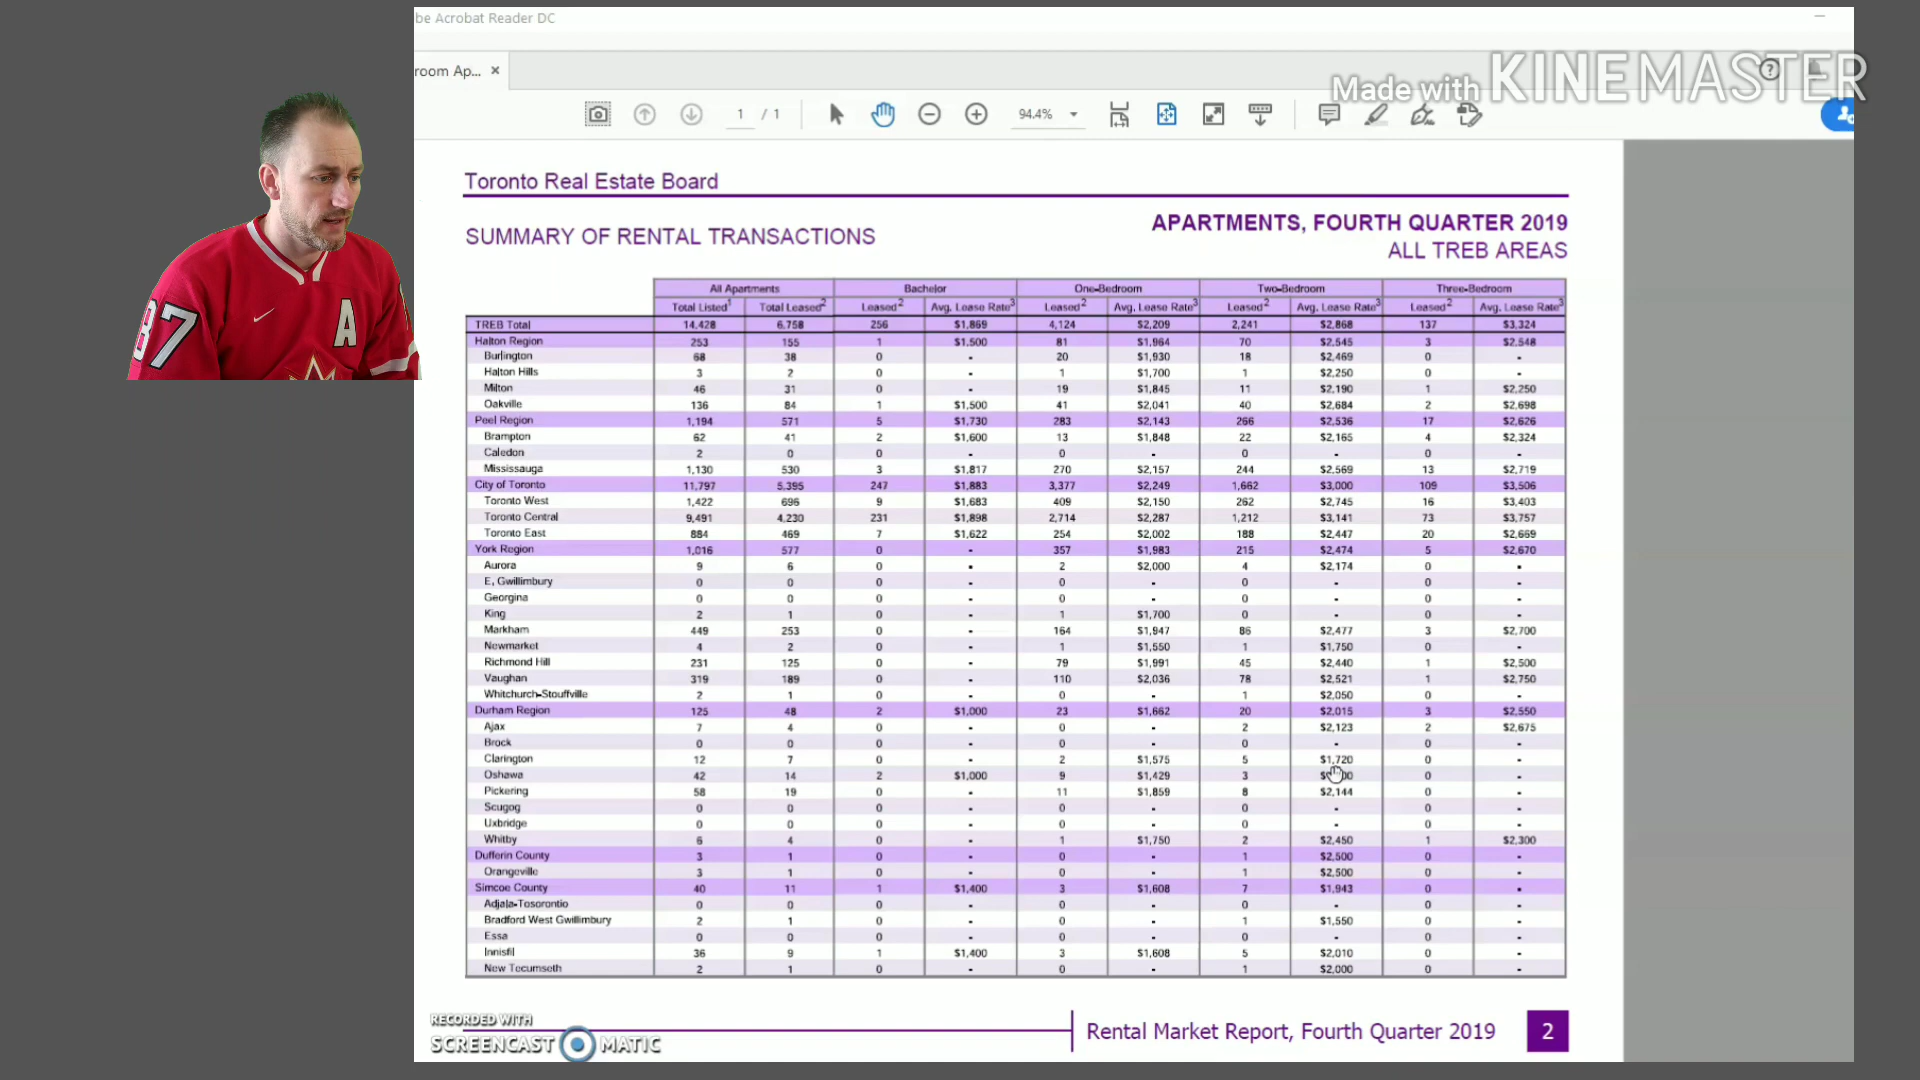 be Acrobat Reader DC
room Ap... ×
Made with KINEMASTER
1 / 1
94.4%
Toronto Real Estate Board
SUMMARY OF RENTAL TRANSACTIONS
APARTMENTS, FOURTH QUARTER 2019
ALL TREB AREAS
All Apartments Bachelor One-Bedroom Two-Bedroom Three-Bedroom
Total Listed1 Total Leased2 Leased2 Avg. Lease Rate3 Leased2 Avg. Lease Rate3 Leased2 Avg. Lease Rate3 Leased2 Avg. Lease Rate3
TREB Total 14,428 6,758 256 $1,869 4,124 $2,209 2,241 $2,868 137 $3,324
Halton Region 253 155 1 $1,500 81 $1,964 70 $2,545 3 $2,548
Burlington 68 38 0 - 20 $1,930 18 $2,469 0 -
Halton Hills 3 2 0 - 1 $1,700 1 $2,250 0 -
Milton 46 31 0 - 19 $1,845 11 $2,190 1 $2,250
Oakville 136 84 1 $1,500 41 $2,041 40 $2,684 2 $2,698
Peel Region 1,194 571 5 $1,730 283 $2,143 266 $2,536 17 $2,626
Brampton 62 41 2 $1,600 13 $1,848 22 $2,165 4 $2,324
Caledon 2 0 0 - 0 - 0 - 0 -
Mississauga 1,130 530 3 $1,817 270 $2,157 244 $2,569 13 $2,719
City of Toronto 11,797 5,395 247 $1,883 3,377 $2,249 1,662 $3,000 109 $3,506
Toronto West 1,422 696 9 $1,683 409 $2,150 262 $2,745 16 $3,403
Toronto Central 9,491 4,230 231 $1,898 2,714 $2,287 1,212 $3,141 73 $3,757
Toronto East 884 469 7 $1,622 254 $2,002 188 $2,447 20 $2,669
York Region 1,016 577 0 - 357 $1,983 215 $2,474 5 $2,670
Aurora 9 6 0 - 2 $2,000 4 $2,174 0 -
E. Gwillimbury 0 0 0 - 0 - 0 - 0 -
Georgina 0 0 0 - 0 - 0 - 0 -
King 2 1 0 - 1 $1,700 0 - 0 -
Markham 449 253 0 - 164 $1,947 86 $2,477 3 $2,700
Newmarket 4 2 0 - 1 $1,550 1 $1,750 0 -
Richmond Hill 231 125 0 - 79 $1,991 45 $2,440 1 $2,500
Vaughan 319 189 0 - 110 $2,036 78 $2,521 1 $2,750
Whitchurch-Stouffville 2 1 0 - 0 - 1 $2,050 0 -
Durham Region 125 48 2 $1,000 23 $1,662 20 $2,015 3 $2,550
Ajax 7 4 0 - 0 - 2 $2,123 2 $2,675
Brock 0 0 0 - 0 - 0 - 0 -
Clarington 12 7 0 - 2 $1,575 5 $1,720 0 -
Oshawa 42 14 2 $1,000 9 $1,429 3 0 -
Pickering 58 19 0 - 11 $1,859 8 $2,144 0 -
Scugog 0 0 0 - 0 - 0 - 0 -
Uxbridge 0 0 0 - 0 - 0 - 0 -
Whitby 6 4 0 - 1 $1,750 2 $2,450 1 $2,300
Dufferin County 3 1 0 - 0 - 1 $2,500 0 -
Orangeville 3 1 0 - 0 - 1 $2,500 0 -
Simcoe County 40 11 1 $1,400 3 $1,608 7 $1,943 0 -
Adjala-Tosorontio 0 0 0 - 0 - 0 - 0 -
Bradford West Gwillimbury 2 1 0 - 0 - 1 $1,550 0 -
Essa 0 0 0 - 0 - 0 - 0 -
Innisfil 36 9 1 $1,400 3 $1,608 5 $2,010 0 -
New Tecumseth 2 1 0 - 0 - 1 $2,000 0 -
Rental Market Report, Fourth Quarter 2019 2
RECORDED WITH
SCREENCAST MATIC
87 A